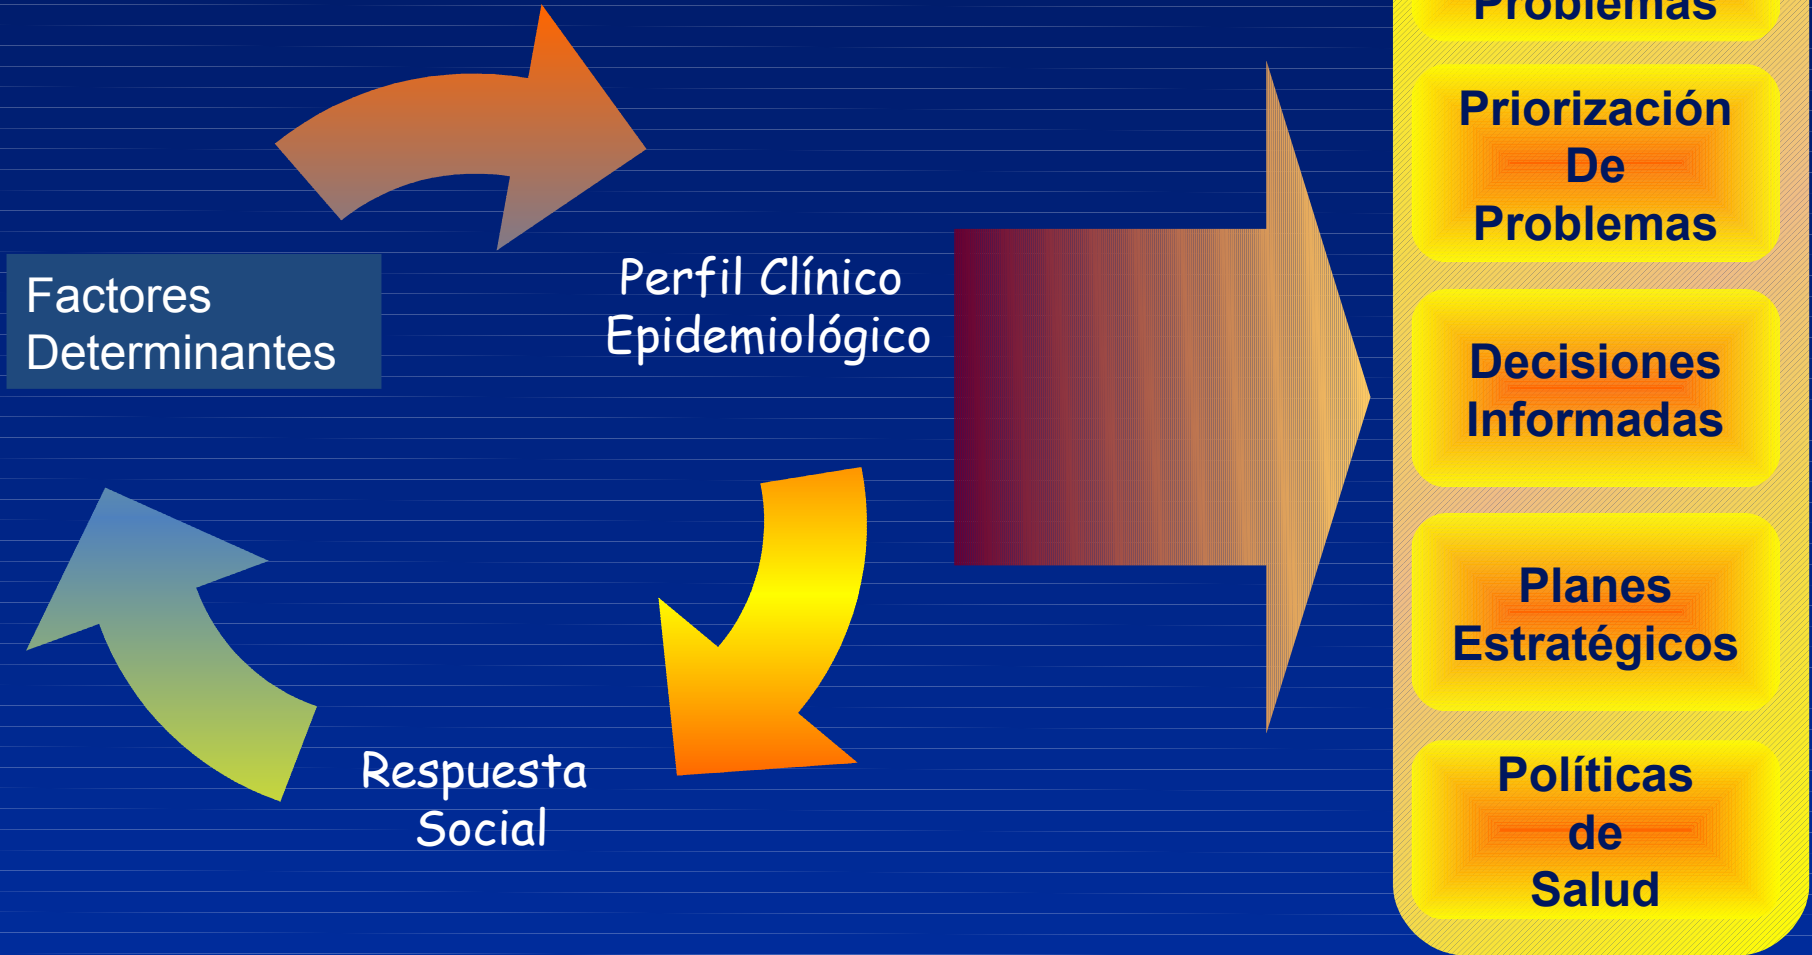 Problemas
Priorización
De
Problemas
Factores
Determinantes
Perfil Clínico
Epidemiológico
Decisiones
Informadas
Planes
Estratégicos
Respuesta
Social
Políticas
de
Salud